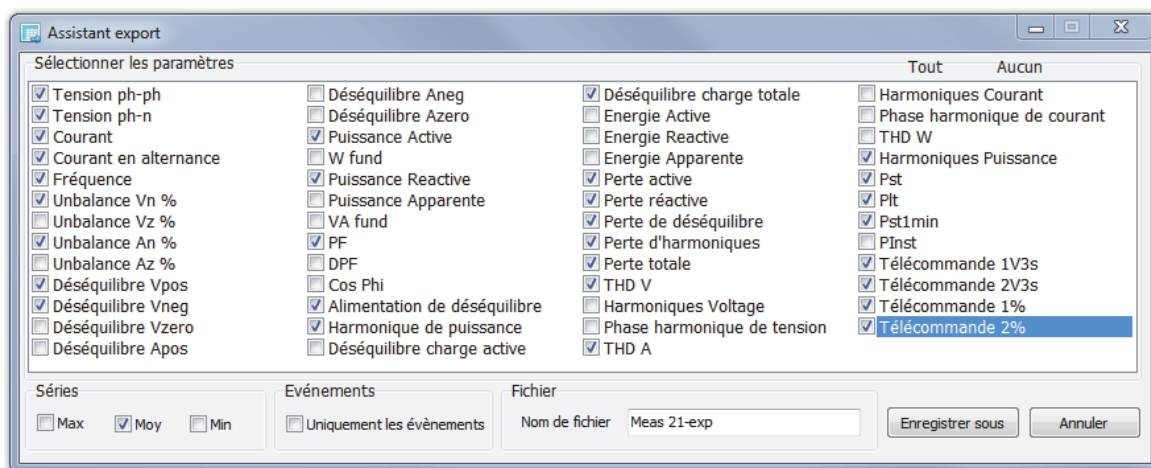 Assistant export
Sélectionner les paramètres
Tout Aucun
Tension ph-ph
Tension ph-n
Courant
Courant en alternance
Fréquence
Unbalance Vn %
Unbalance Vz %
Unbalance An %
Unbalance Az %
Déséquilibre Vpos
Déséquilibre Vneg
Déséquilibre Vzero
Déséquilibre Apos
Déséquilibre Aneg
Déséquilibre Azero
Puissance Active
W fund
Puissance Reactive
Puissance Apparente
VA fund
PF
DPF
Cos Phi
Alimentation de déséquilibre
Harmonique de puissance
Déséquilibre charge active
Déséquilibre charge totale
Energie Active
Energie Reactive
Energie Apparente
Perte active
Perte réactive
Perte de déséquilibre
Perte d'harmoniques
Perte totale
THD V
Harmoniques Voltage
Phase harmonique de tension
THD A
Harmoniques Courant
Phase harmonique de courant
THD W
Harmoniques Puissance
Pst
Plt
Pst1min
PInst
Télécommande 1V3s
Télécommande 2V3s
Télécommande 1%
Télécommande 2%
Séries
Max Moy Min
Evénements
Uniquement les évènements
Fichier
Nom de fichier Meas 21-exp
Enregistrer sous
Annuler